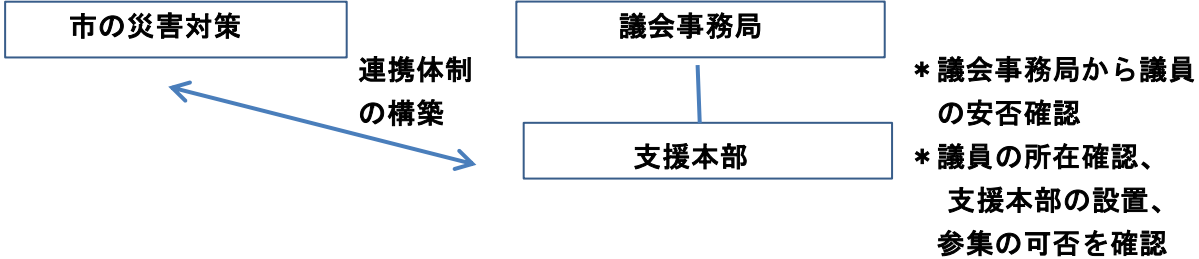 市の災害対策
議会事務局
連携体制
の構築
支援本部
＊議会事務局から議員
の安否確認
＊議員の所在確認、
支援本部の設置、
参集の可否を確認